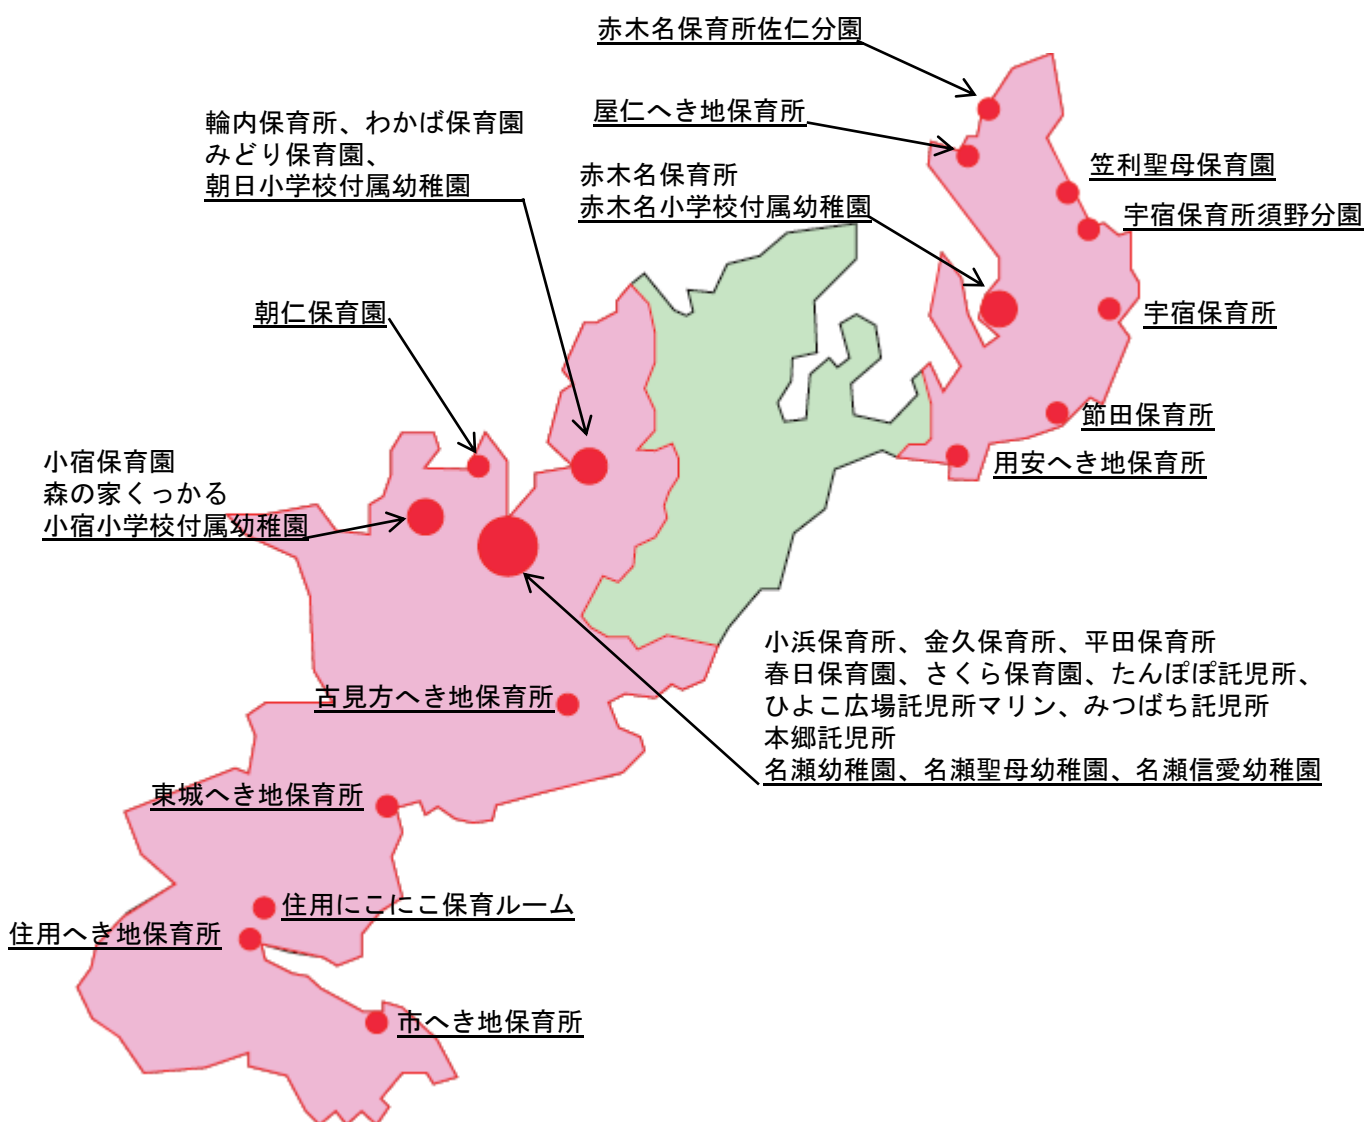 赤木名保育所佐仁分園
屋仁へき地保育所
輪内保育所、わかば保育園
みどり保育園、
朝日小学校付属幼稚園
笠利聖母保育園
赤木名保育所
赤木名小学校付属幼稚園
宇宿保育所須野分園
朝仁保育園
宇宿保育所
節田保育所
用安へき地保育所
小宿保育園
森の家くっかる
小宿小学校付属幼稚園
小浜保育所、金久保育所、平田保育所
春日保育園、さくら保育園、たんぽぽ託児所、
ひよこ広場託児所マリン、みつばち託児所
本郷託児所
名瀬幼稚園、名瀬聖母幼稚園、名瀬信愛幼稚園
古見方へき地保育所
東城へき地保育所
住用にこにこ保育ルーム
住用へき地保育所
市へき地保育所